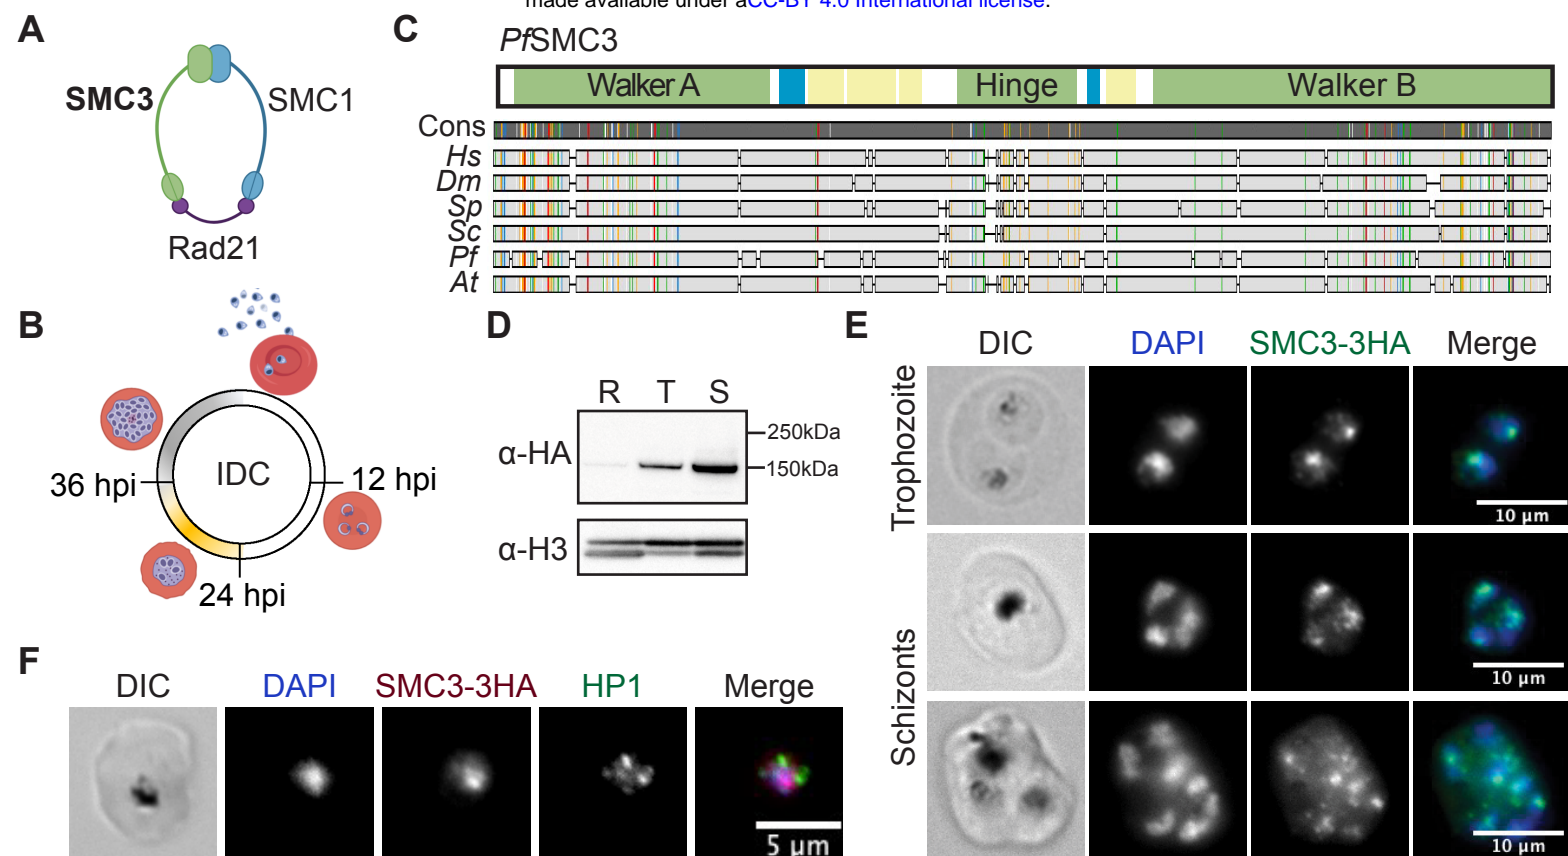 made available under aCC-BY 4.0 International license.
A
SMC3
SMC1
Rad21
B
36 hpi
IDC
12 hpi
24 hpi
C
PfSMC3
Walker A
Hinge
Walker B
Cons
Hs
Dm
Sp
Sc
Pf
At
D
R T S
α-HA
250kDa
150kDa
α-H3
E
DIC DAPI SMC3-3HA Merge
Trophozoite
10 µm
Schizonts
10 µm
10 µm
F
DIC DAPI SMC3-3HA HP1 Merge
5 µm